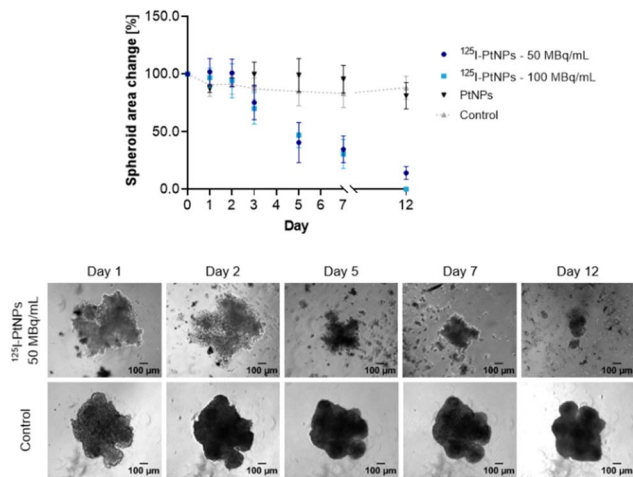 150.0
100.0
50.0
0.0
Spheroid area change [%]
0 1 2 3 4 5 6 7 12
Day
¹²⁵I-PtNPs - 50 MBq/mL
¹²⁵I-PtNPs - 100 MBq/mL
PtNPs
Control
Day 1 Day 2 Day 5 Day 7 Day 12
¹²⁵I-PtNPs
50 MBq/mL
100 µm 100 µm 100 µm 100 µm 100 µm
Control
100 µm 100 µm 100 µm 100 µm 100 µm